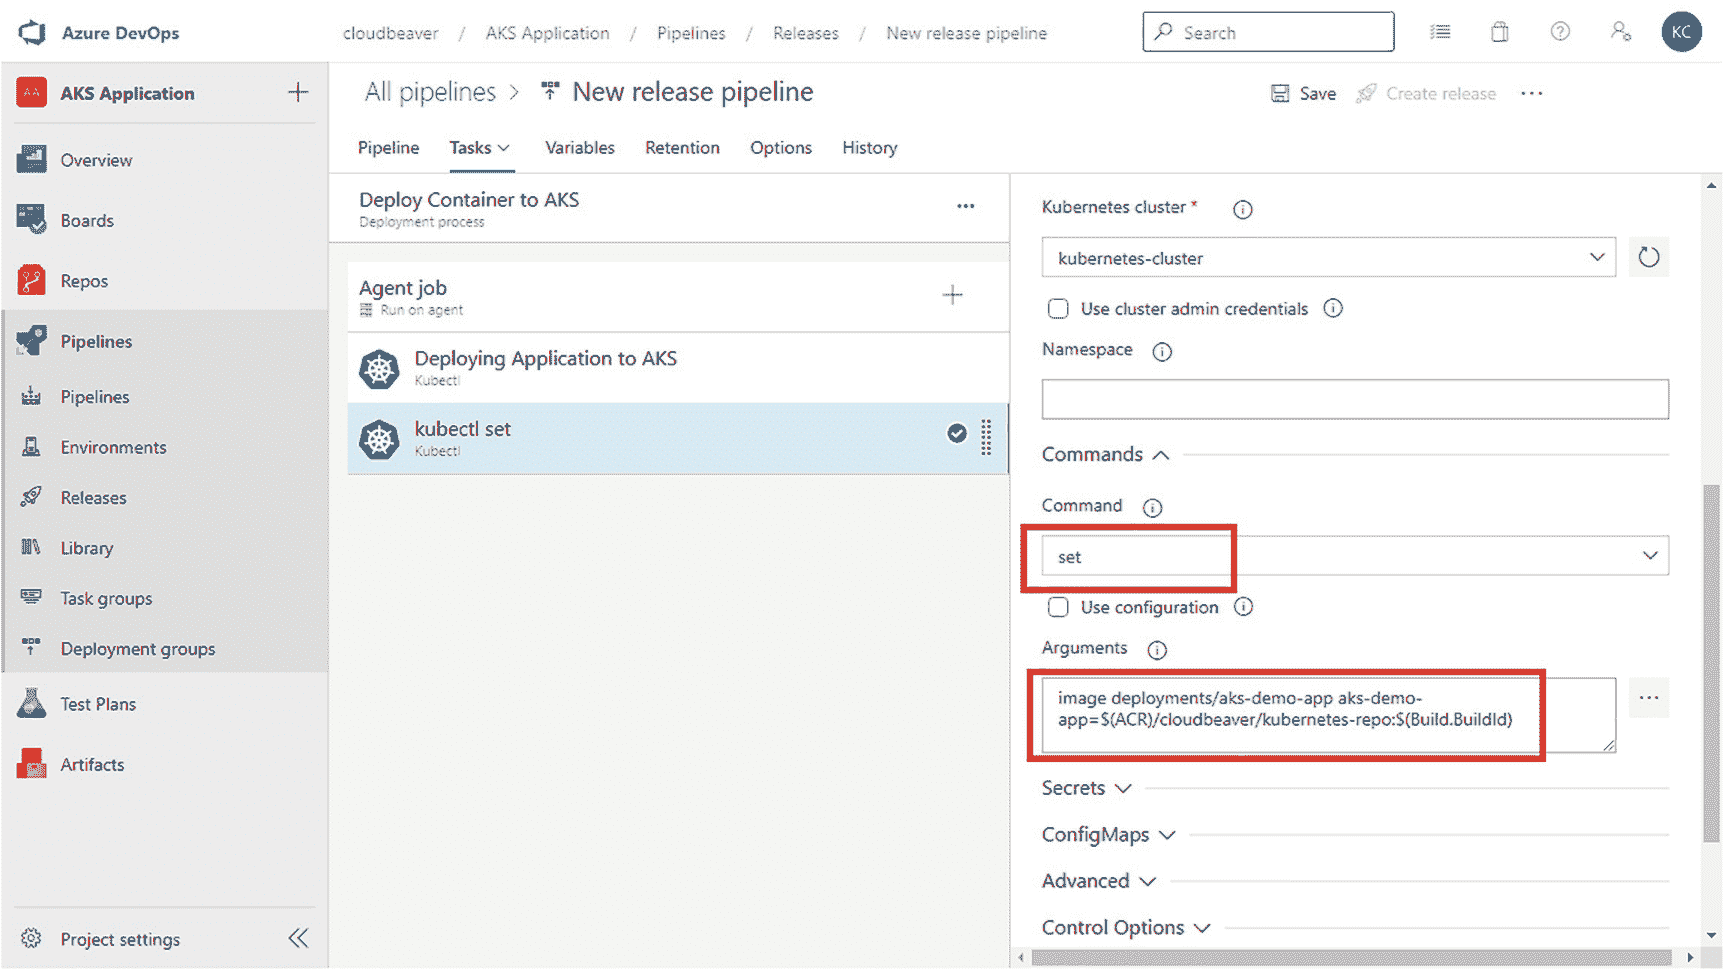 Azure DevOps
cloudbeaver / AKS Application / Pipelines / Releases / New release pipeline
Search
KC
AA
AKS Application
Overview
Boards
Repos
Pipelines
Pipelines
Environments
Releases
Library
Task groups
Deployment groups
Test Plans
Artifacts
Project settings
All pipelines > New release pipeline
Save
Create release
Pipeline
Tasks
Variables
Retention
Options
History
Deploy Container to AKS
Deployment process
Agent job
Run on agent
Deploying Application to AKS
Kubectl
kubectl set
Kubectl
Kubernetes cluster *
kubernetes-cluster
Use cluster admin credentials
Namespace
Commands
Command
set
Use configuration
Arguments
image deployments/aks-demo-app aks-demo-
app=$(ACR)/cloudbeaver/kubernetes-repo:$(Build.BuildId)
Secrets
ConfigMaps
Advanced
Control Options